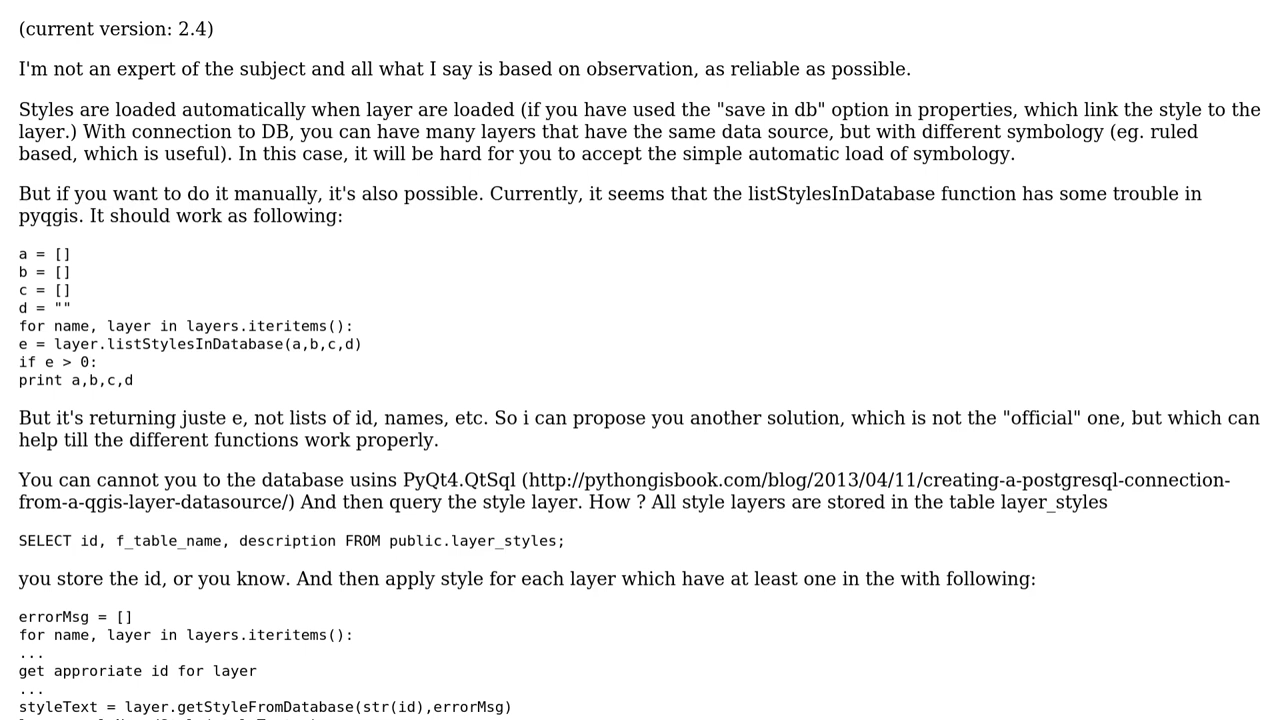 (current version: 2.4)
I'm not an expert of the subject and all what I say is based on observation, as reliable as possible.
Styles are loaded automatically when layer are loaded (if you have used the "save in db" option in properties, which link the style to the
layer.) With connection to DB, you can have many layers that have the same data source, but with different symbology (eg. ruled
based, which is useful). In this case, it will be hard for you to accept the simple automatic load of symbology.
But if you want to do it manually, it's also possible. Currently, it seems that the listStylesInDatabase function has some trouble in
pyqgis. It should work as following:
a = []
b = []
c = []
d = ""
for name, layer in layers.iteritems():
e = layer.listStylesInDatabase(a,b,c,d)
if e > 0:
print a,b,c,d
But it's returning juste e, not lists of id, names, etc. So i can propose you another solution, which is not the "official" one, but which can
help till the different functions work properly.
You can cannot you to the database usins PyQt4.QtSql (http://pythongisbook.com/blog/2013/04/11/creating-a-postgresql-connection-
from-a-qgis-layer-datasource/) And then query the style layer. How ? All style layers are stored in the table layer_styles
SELECT id, f_table_name, description FROM public.layer_styles;
you store the id, or you know. And then apply style for each layer which have at least one in the with following:
errorMsg = []
for name, layer in layers.iteritems():
...
get approriate id for layer
...
styleText = layer.getStyleFromDatabase(str(id),errorMsg)